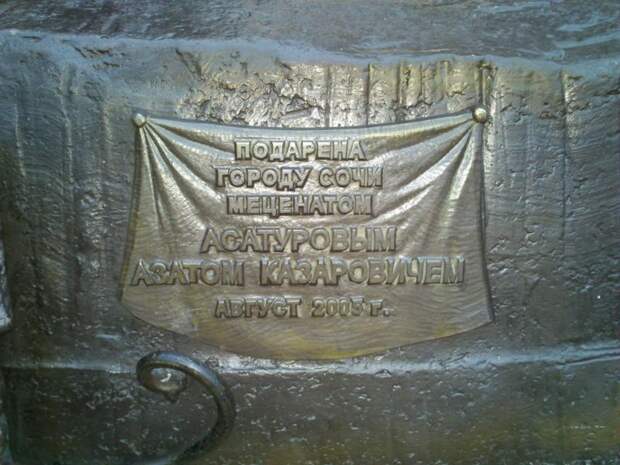 ПОДАРЕНА
ГОРОДУ СОЧИ
МЕЦЕНАТОМ
АСАТУРОВЫМ
АЗАТОМ КАЗАРОВИЧЕМ
АВГУСТ 2005 Г.